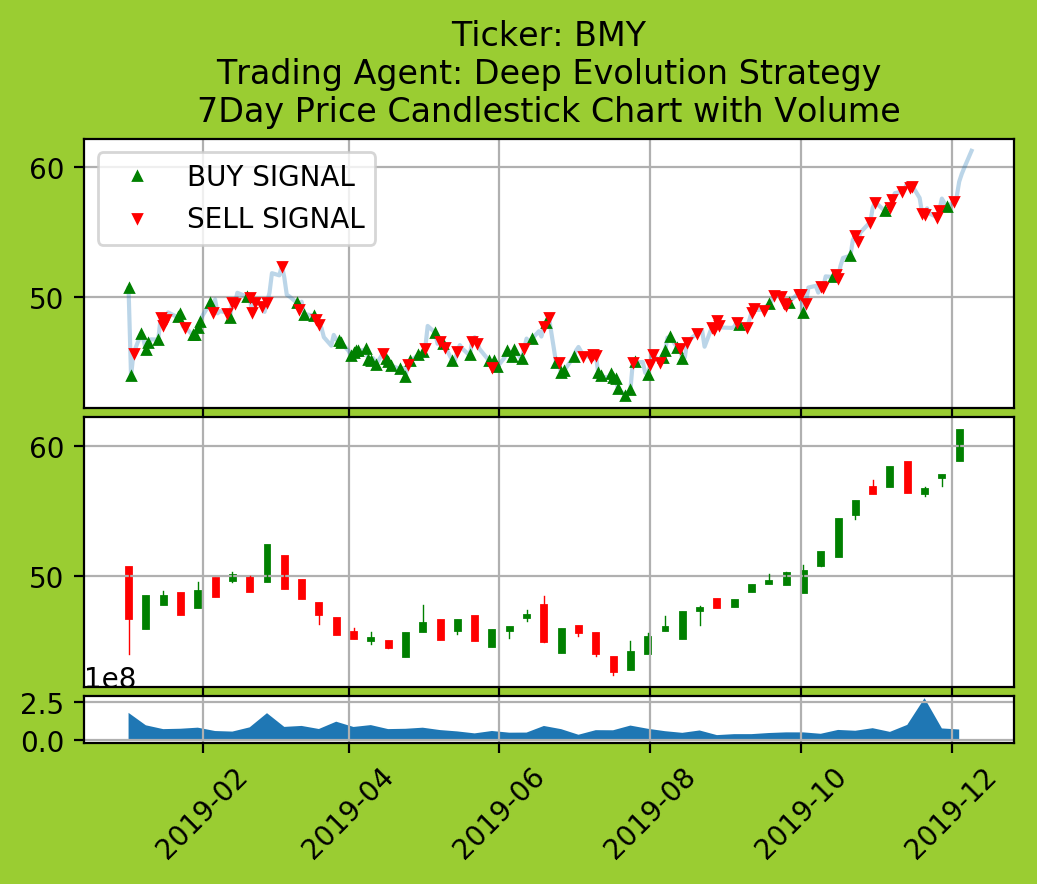 Ticker: BMY
Trading Agent: Deep Evolution Strategy
7Day Price Candlestick Chart with Volume
60
50
BUY SIGNAL
SELL SIGNAL
60
50
1e8
2.5
0.0
2019-02
2019-04
2019-06
2019-08
2019-10
2019-12